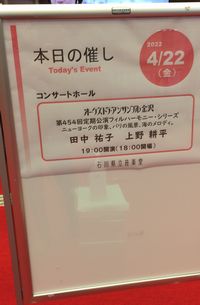 本日の催し
Today's Event
2022
4/22
(金)
コンサートホール
オーケストラ・アンサンブル金沢
第454回定期公演フィルハーモニー・シリーズ
ニューヨークの印象、パリの風景、海のメロディ。
田中 祐子 上野 耕平
19:00開演(18:00開場)
石川県立音楽堂